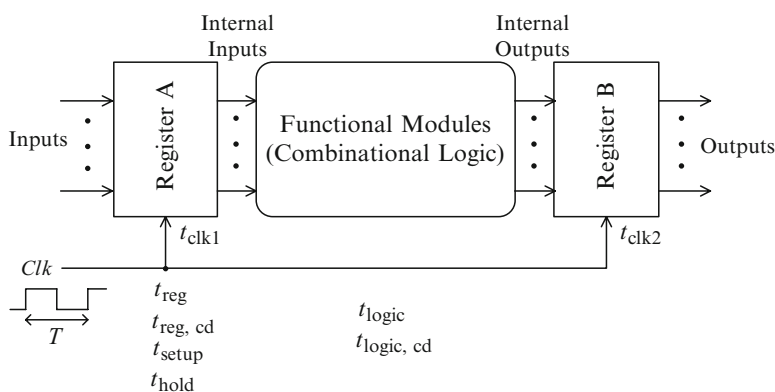 Internal
Inputs
Internal
Outputs
Inputs
Register A
Functional Modules
(Combinational Logic)
Register B
Outputs
t_clk1
t_clk2
Clk
T
t_reg
t_reg, cd
t_setup
t_hold
t_logic
t_logic, cd